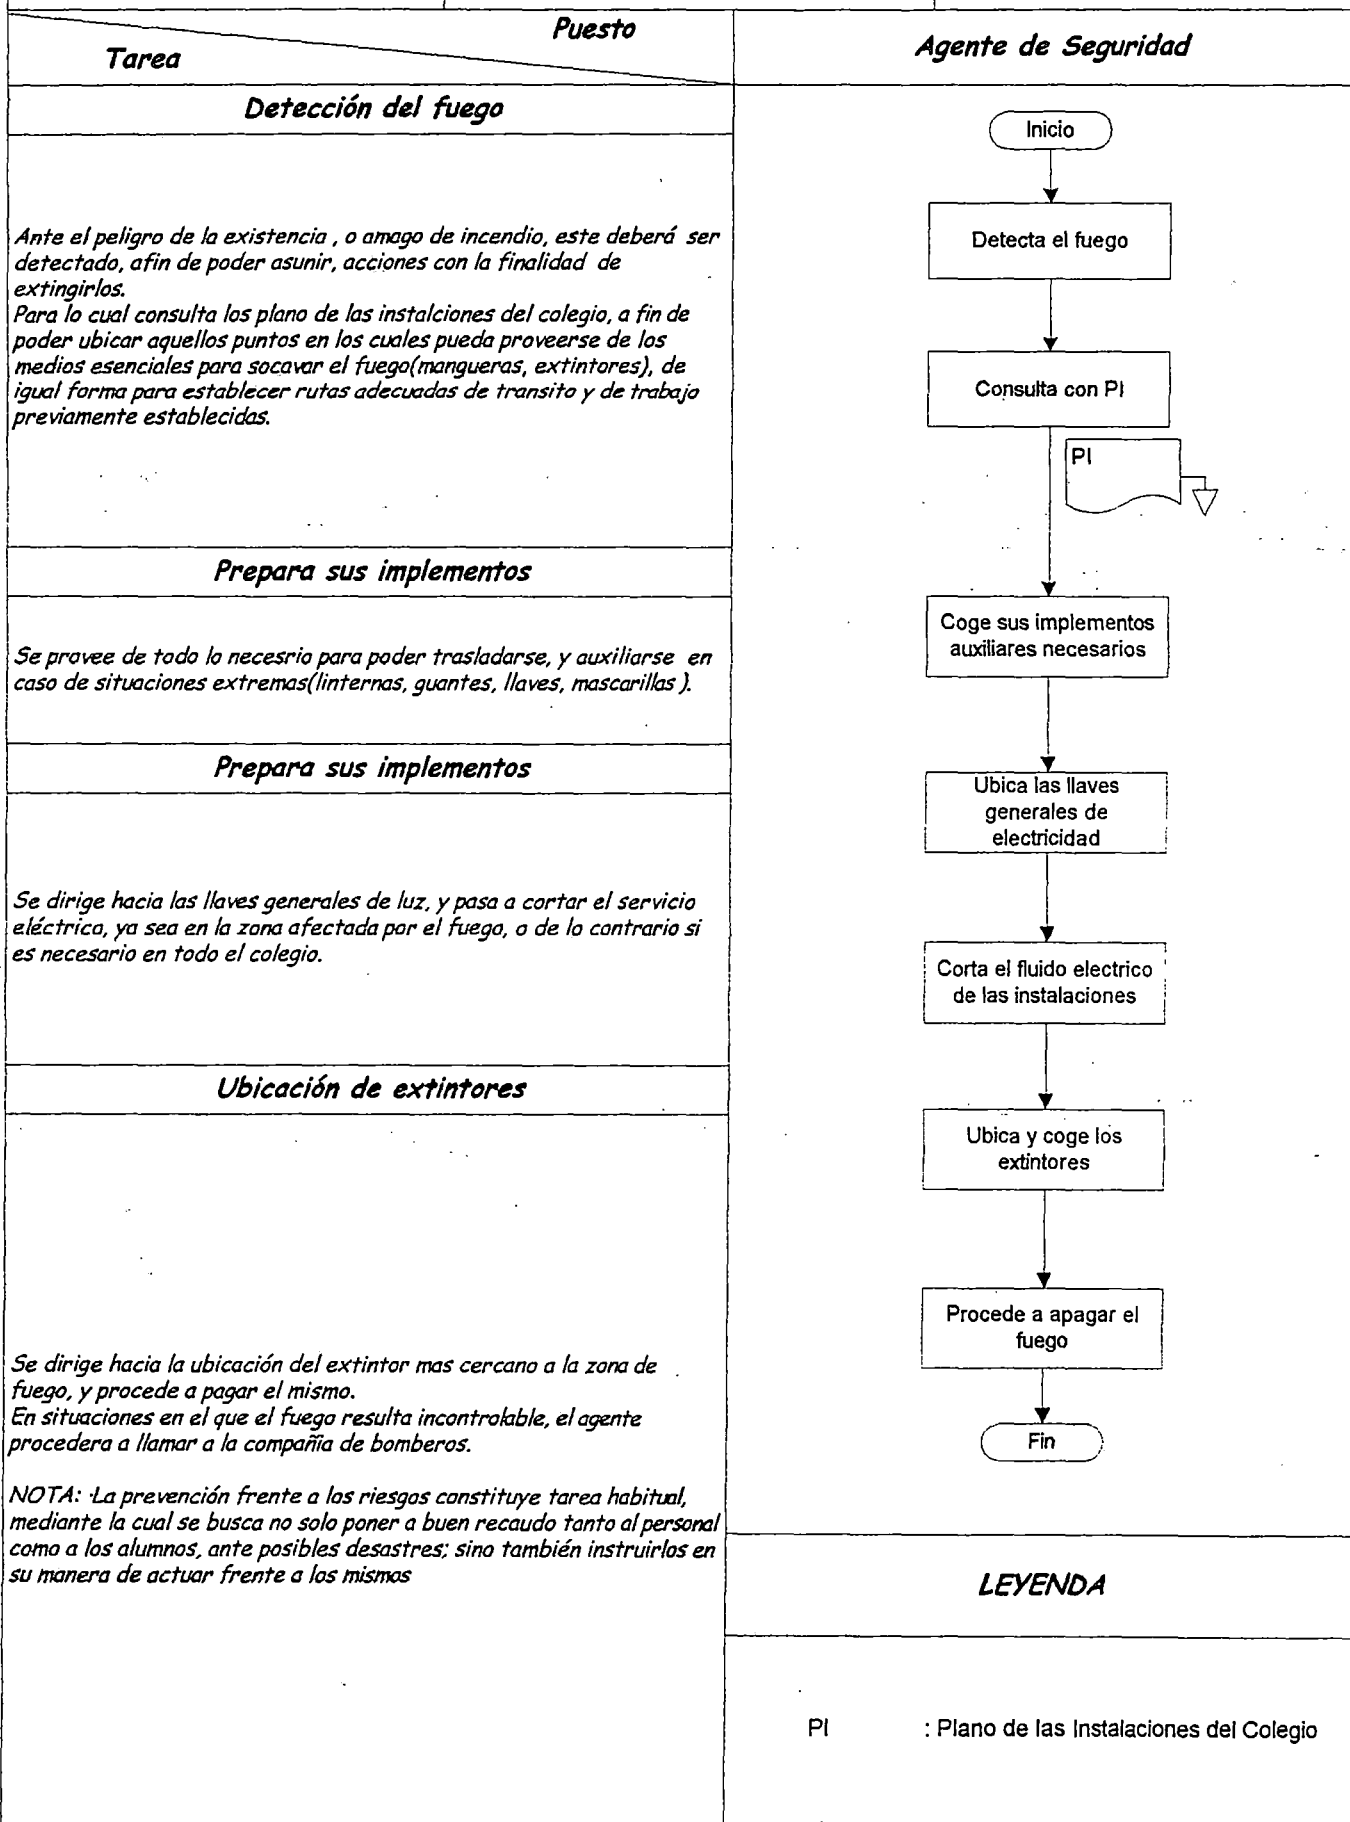 Puesto
Tarea
Agente de Seguridad
Detección del fuego
Ante el peligro de la existencia , o amago de incendio, este deberá ser
detectado, afin de poder asunir, acciones con la finalidad de
extingirlos.
Para lo cual consulta los plano de las instalciones del colegio, a fin de
poder ubicar aquellos puntos en los cuales pueda proveerse de los
medios esenciales para socavar el fuego(mangueras, extintores), de
igual forma para establecer rutas adecuadas de transito y de trabajo
previamente establecidas.
Prepara sus implementos
Se provee de todo lo necesrio para poder trasladarse, y auxiliarse en
caso de situaciones extremas(linternas, guantes, llaves, mascarillas ).
Prepara sus implementos
Se dirige hacia las llaves generales de luz, y pasa a cortar el servicio
eléctrico, ya sea en la zona afectada por el fuego, o de lo contrario si
es necesario en todo el colegio.
Ubicación de extintores
Se dirige hacia la ubicación del extintor mas cercano a la zona de
fuego, y procede a pagar el mismo.
En situaciones en el que el fuego resulta incontrolable, el agente
procedera a llamar a la compañia de bomberos.
NOTA: La prevención frente a los riesgos constituye tarea habitual,
mediante la cual se busca no solo poner a buen recaudo tanto al personal
como a los alumnos, ante posibles desastres; sino también instruirlos en
su manera de actuar frente a los mismos
Inicio
Detecta el fuego
Consulta con PI
PI
Coge sus implementos
auxiliares necesarios
Ubica las llaves
generales de
electricidad
Corta el fluido electrico
de las instalaciones
Ubica y coge los
extintores
Procede a apagar el
fuego
Fin
LEYENDA
PI : Plano de las Instalaciones del Colegio